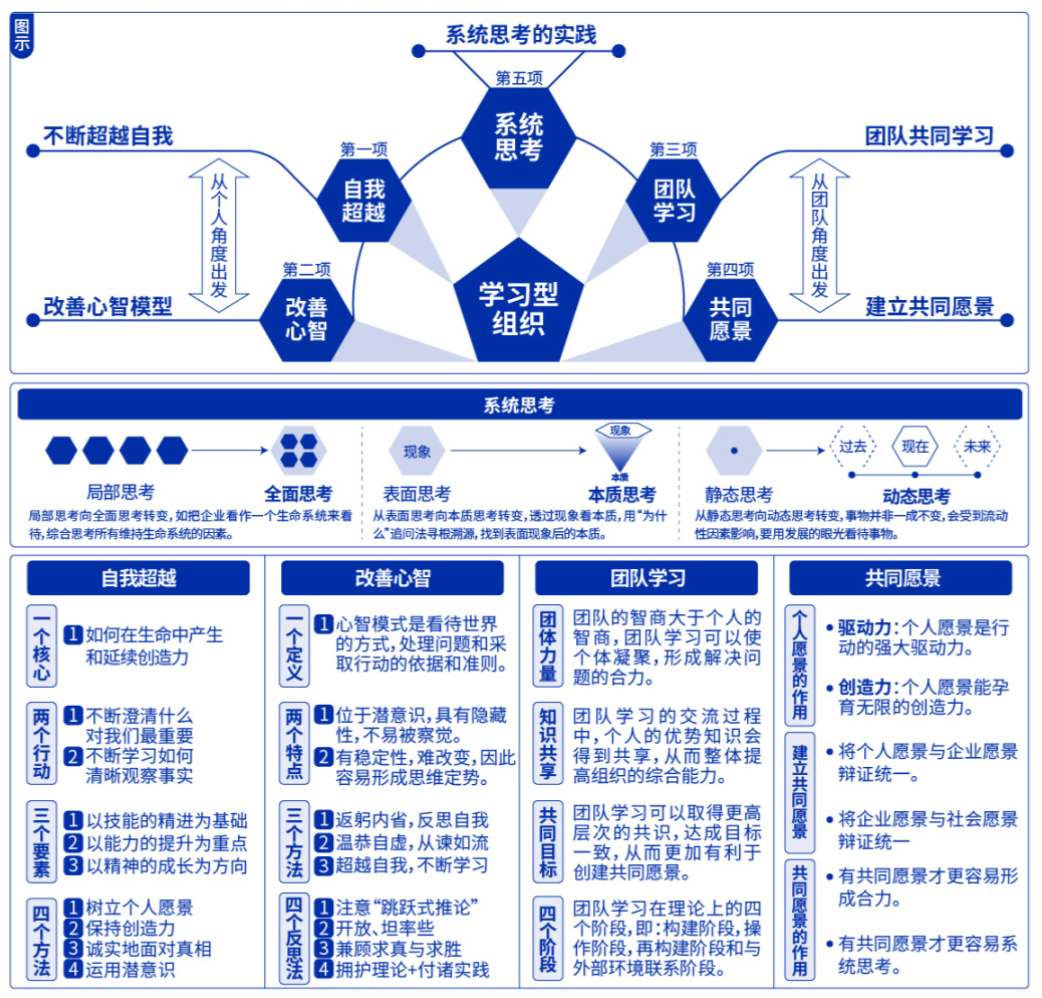 图示
系统思考的实践
第五项
系统
思考
不断超越自我
第一项
自我
超越
第三项
团队
学习
团队共同学习
从个人角度出发
从团队角度出发
改善心智模型
第二项
改善
心智
学习型
组织
第四项
共同
愿景
建立共同愿景
系统思考
局部思考
全面思考
局部思考向全面思考转变，如把企业看作一个生命系统来看
待，综合思考所有维持生命系统的因素。
现象
现象
本质
表面思考
本质思考
从表面思考向本质思考转变，透过现象看本质，用“为什
么”追问法寻根溯源，找到表面现象后的本质。
过去
现在
未来
静态思考
动态思考
从静态思考向动态思考转变，事物并非一成不变，会受到流动
性因素影响，要用发展的眼光看待事物。
自我超越
一个核心
1 如何在生命中产生
和延续创造力
两个行动
1 不断澄清什么
对我们最重要
2 不断学习如何
清晰观察事实
三个要素
1 以技能的精进为基础
2 以能力的提升为重点
3 以精神的成长为方向
四个方法
1 树立个人愿景
2 保持创造力
3 诚实地面对真相
4 运用潜意识
改善心智
一个定义
1 心智模式是看待世界
的方式，处理问题和采
取行动的依据和准则。
两个特点
1 位于潜意识，具有隐藏
性，不易被察觉。
2 有稳定性，难改变，因此
容易形成思维定势。
三个方法
1 返躬内省，反思自我
2 温恭自虚，从谏如流
3 超越自我，不断学习
四个反思法
1 注意“跳跃式推论”
2 开放、坦率些
3 兼顾求真与求胜
4 拥护理论+付诸实践
团队学习
团体力量
团队的智商大于个人的
智商，团队学习可以使
个体凝聚，形成解决问
题的合力。
知识共享
团队学习的交流过程
中，个人的优势知识会
得到共享，从而整体提
高组织的综合能力。
共同目标
团队学习可以取得更高
层次的共识，达成目标
一致，从而更加有利于
创建共同愿景。
四个阶段
团队学习在理论上的四
个阶段，即：构建阶段，操
作阶段，再构建阶段和与
外部环境联系阶段。
共同愿景
个人愿景的作用
• 驱动力：个人愿景是行
动的强大驱动力。
• 创造力：个人愿景能孕
育无限的创造力。
建立共同愿景
• 将个人愿景与企业愿景
辩证统一。
• 将企业愿景与社会愿景
辩证统一
共同愿景的作用
• 有共同愿景才更容易形
成合力。
• 有共同愿景才更容易系
统思考。